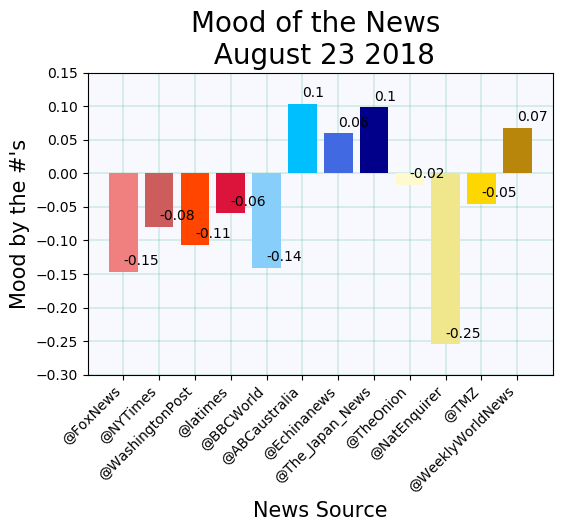 Mood of the News
August 23 2018
Mood by the #'s
0.15
0.10
0.05
0.00
−0.05
−0.10
−0.15
−0.20
−0.25
−0.30
-0.15
-0.08
-0.11
-0.06
-0.14
0.1
0.06
0.1
-0.02
-0.25
-0.05
0.07
@FoxNews
@NYTimes
@WashingtonPost
@latimes
@BBCWorld
@ABCaustralia
@Echinanews
@The_Japan_News
@TheOnion
@NatEnquirer
@TMZ
@WeeklyWorldNews
News Source